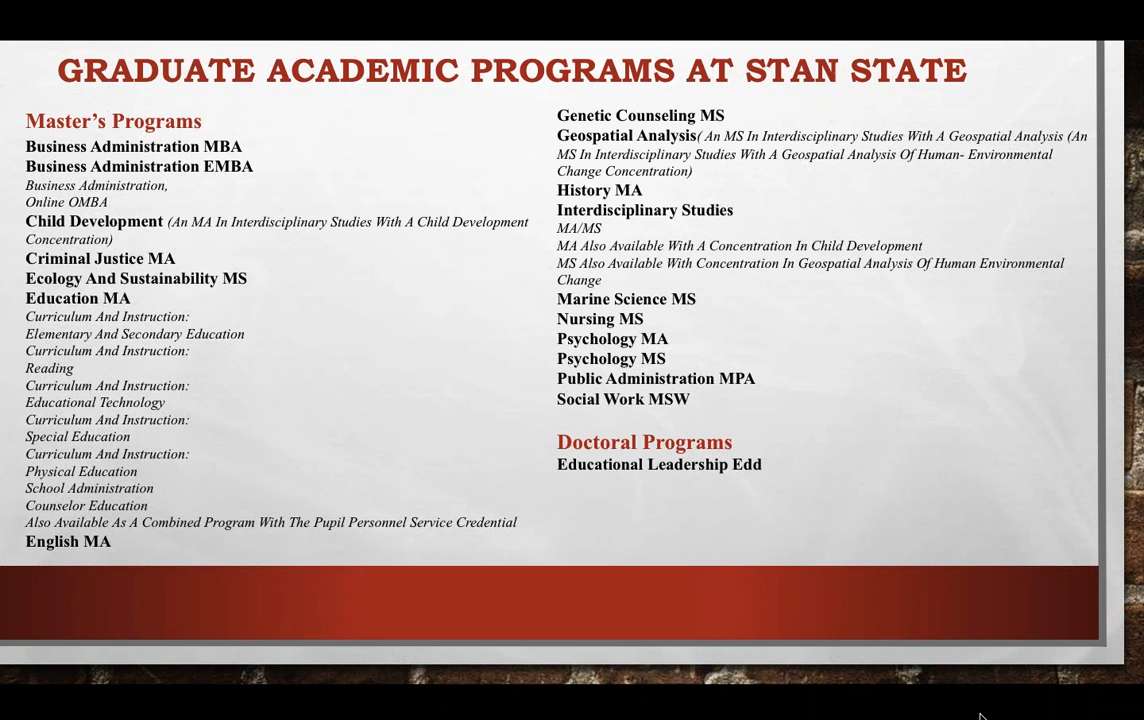 GRADUATE ACADEMIC PROGRAMS AT STAN STATE
Master's Programs
Business Administration MBA
Business Administration EMBA
Business Administration,
Online OMBA
Child Development (An MA In Interdisciplinary Studies With A Child Development
Concentration)
Criminal Justice MA
Ecology And Sustainability MS
Education MA
Curriculum And Instruction:
Elementary And Secondary Education
Curriculum And Instruction:
Reading
Curriculum And Instruction:
Educational Technology
Curriculum And Instruction:
Special Education
Curriculum And Instruction:
Physical Education
School Administration
Counselor Education
Also Available As A Combined Program With The Pupil Personnel Service Credential
English MA
Genetic Counseling MS
Geospatial Analysis( An MS In Interdisciplinary Studies With A Geospatial Analysis (An
MS In Interdisciplinary Studies With A Geospatial Analysis Of Human- Environmental
Change Concentration)
History MA
Interdisciplinary Studies
MA/MS
MA Also Available With A Concentration In Child Development
MS Also Available With Concentration In Geospatial Analysis Of Human Environmental
Change
Marine Science MS
Nursing MS
Psychology MA
Psychology MS
Public Administration MPA
Social Work MSW
Doctoral Programs
Educational Leadership Edd